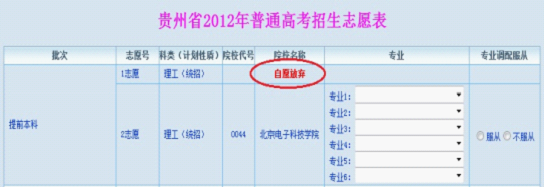 贵州省2012年普通高考招生志愿表
批次 志愿号 科类（计划性质） 院校代号 院校名称 专业 专业调配服从
1志愿 理工（统招） 自愿放弃
提前本科 2志愿 理工（统招） 0044 北京电子科技学院
专业1：
专业2：
专业3：
专业4：
专业5：
专业6：
服从 不服从